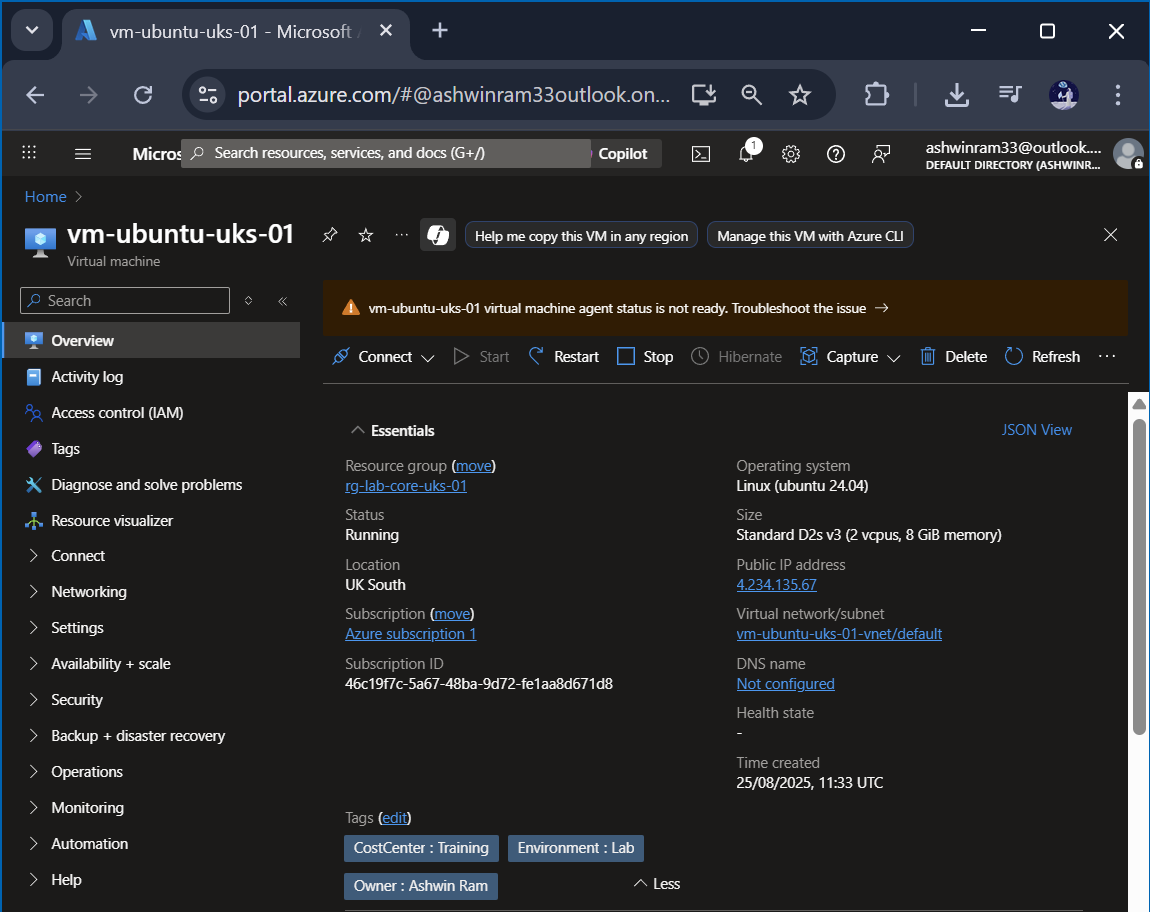 vm-ubuntu-uks-01 - Microsoft A
portal.azure.com/#@ashwinram33outlook.on...
Micros
Search resources, services, and docs (G+/)
Copilot
1
ashwinram33@outlook....
DEFAULT DIRECTORY (ASHWINR...
Home
vm-ubuntu-uks-01
Virtual machine
Help me copy this VM in any region
Manage this VM with Azure CLI
Search
vm-ubuntu-uks-01 virtual machine agent status is not ready. Troubleshoot the issue →
Connect
Start
Restart
Stop
Hibernate
Capture
Delete
Refresh
Overview
Activity log
Access control (IAM)
Tags
Diagnose and solve problems
Resource visualizer
Connect
Networking
Settings
Availability + scale
Security
Backup + disaster recovery
Operations
Monitoring
Automation
Help
Essentials
JSON View
Resource group (move)
rg-lab-core-uks-01
Status
Running
Location
UK South
Subscription (move)
Azure subscription 1
Subscription ID
46c19f7c-5a67-48ba-9d72-fe1aa8d671d8
Operating system
Linux (ubuntu 24.04)
Size
Standard D2s v3 (2 vcpus, 8 GiB memory)
Public IP address
4.234.135.67
Virtual network/subnet
vm-ubuntu-uks-01-vnet/default
DNS name
Not configured
Health state
-
Time created
25/08/2025, 11:33 UTC
Tags (edit)
CostCenter : Training
Environment : Lab
Owner : Ashwin Ram
Less